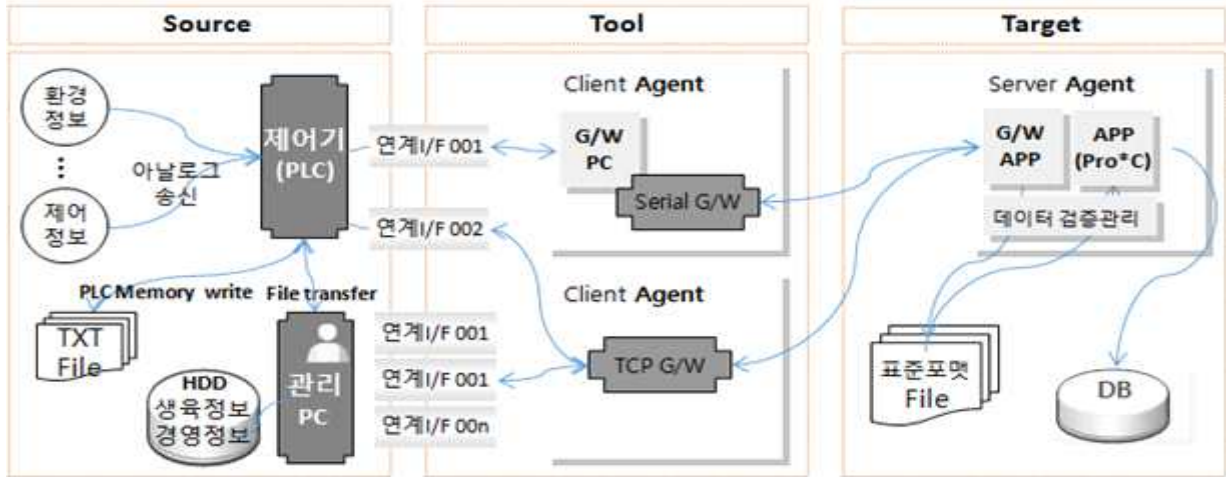 Source
Tool
Target
환경
정보
...
제어
정보
아날로그
송신
제어기
(PLC)
PLC Memory write
File transfer
TXT
File
HDD
생육정보
경영정보
관리
PC
연계I/F 001
연계I/F 002
연계I/F 001
연계I/F 001
연계I/F 00n
Client Agent
G/W
PC
Serial G/W
Client Agent
TCP G/W
Server Agent
G/W
APP
APP
(Pro*C)
데이터 검증관리
표준포맷
File
DB